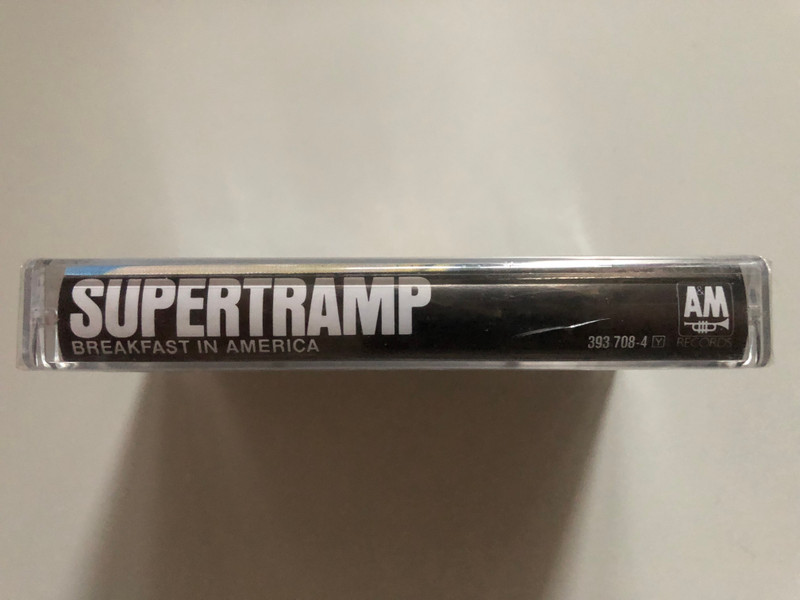 SUPERTRAMP
BREAKFAST IN AMERICA
393 708-4 Y
A&M
RECORDS